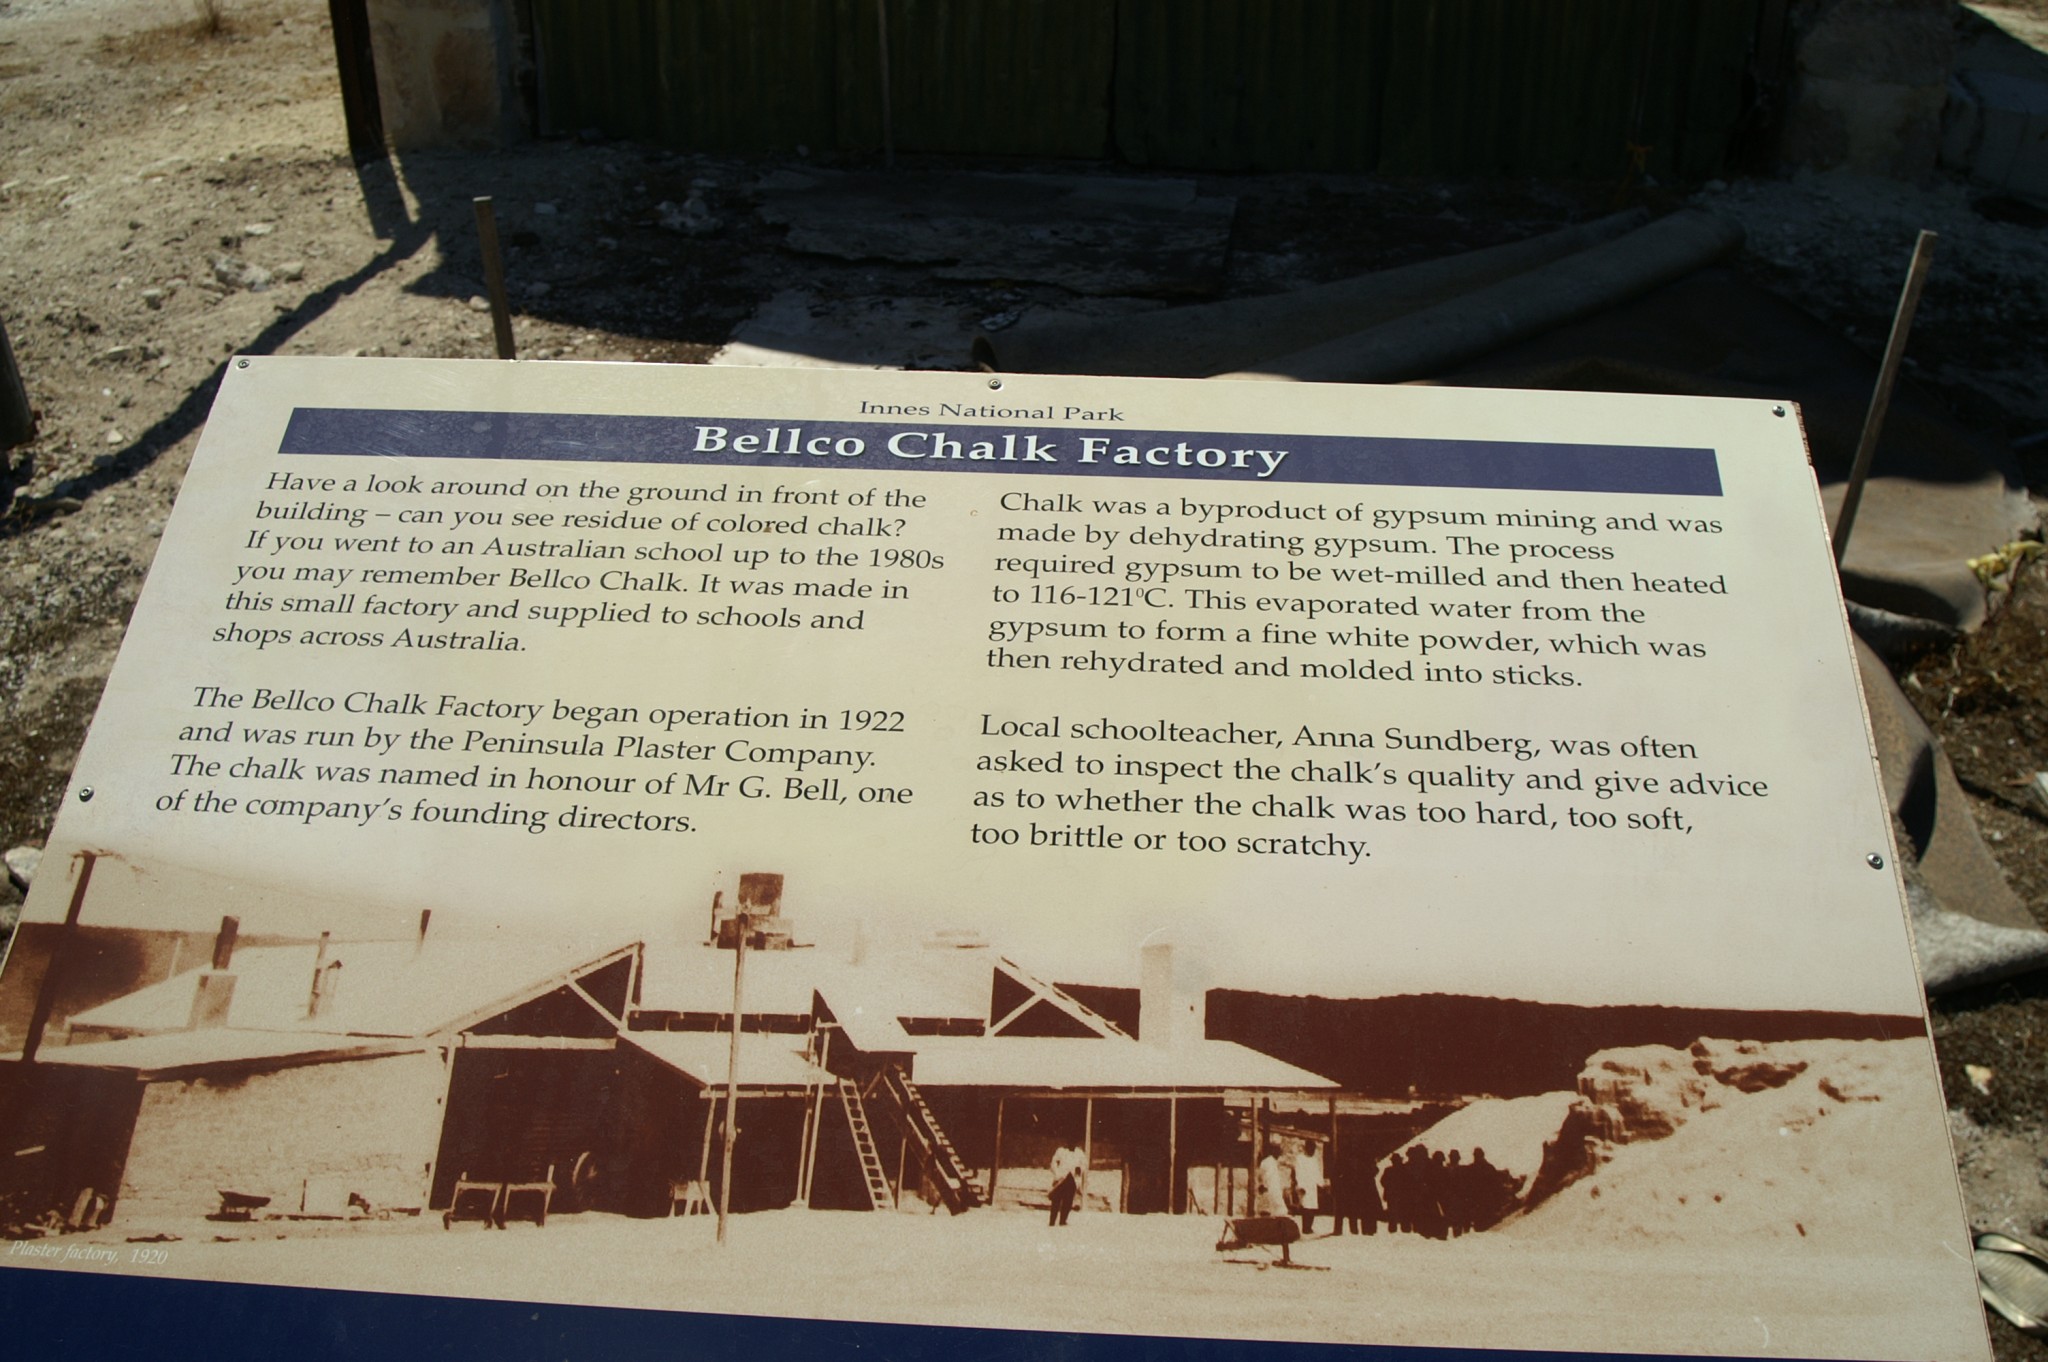 Innes National Park
Bellco Chalk Factory
Have a look around on the ground in front of the
building – can you see residue of colored chalk?
If you went to an Australian school up to the 1980s
you may remember Bellco Chalk. It was made in
this small factory and supplied to schools and
shops across Australia.
The Bellco Chalk Factory began operation in 1922
and was run by the Peninsula Plaster Company.
The chalk was named in honour of Mr G. Bell, one
of the company's founding directors.
Chalk was a byproduct of gypsum mining and was
made by dehydrating gypsum. The process
required gypsum to be wet-milled and then heated
to 116-121⁰C. This evaporated water from the
gypsum to form a fine white powder, which was
then rehydrated and molded into sticks.
Local schoolteacher, Anna Sundberg, was often
asked to inspect the chalk's quality and give advice
as to whether the chalk was too hard, too soft,
too brittle or too scratchy.
Plaster factory, 1920